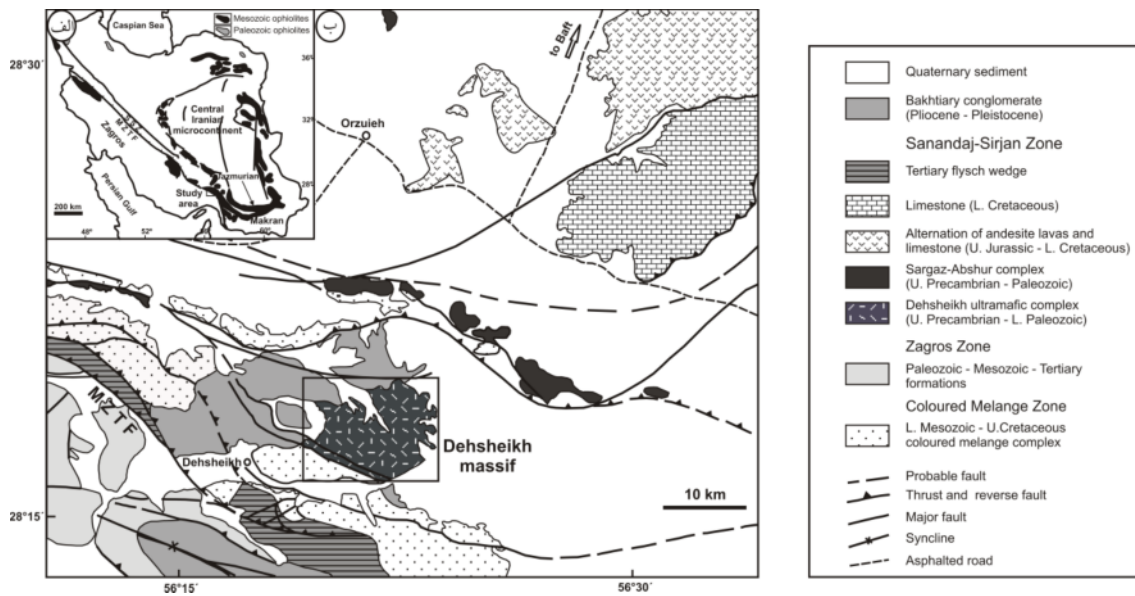 Caspian Sea
Mesozoic ophiolites
Paleozoic ophiolites
36°
Central
Iranian
microcontinent
32°
MZTF
Zagros
Jazmurian
28°
Persian Gulf
Study
area
Makran
200 km
48°
52°
60°
28°30´
to Baft
Orzuieh
MZTF
Dehsheikh
Dehsheikh
massif
10 km
28°15´
56°15´
56°30´
Quaternary sediment
Bakhtiary conglomerate
(Pliocene - Pleistocene)
Sanandaj-Sirjan Zone
Tertiary flysch wedge
Limestone (L. Cretaceous)
Alternation of andesite lavas and
limestone (U. Jurassic - L. Cretaceous)
Sargaz-Abshur complex
(U. Precambrian - Paleozoic)
Dehsheikh ultramafic complex
(U. Precambrian - L. Paleozoic)
Zagros Zone
Paleozoic - Mesozoic - Tertiary
formations
Coloured Melange Zone
L. Mesozoic - U.Cretaceous
coloured melange complex
Probable fault
Thrust and reverse fault
Major fault
Syncline
Asphalted road